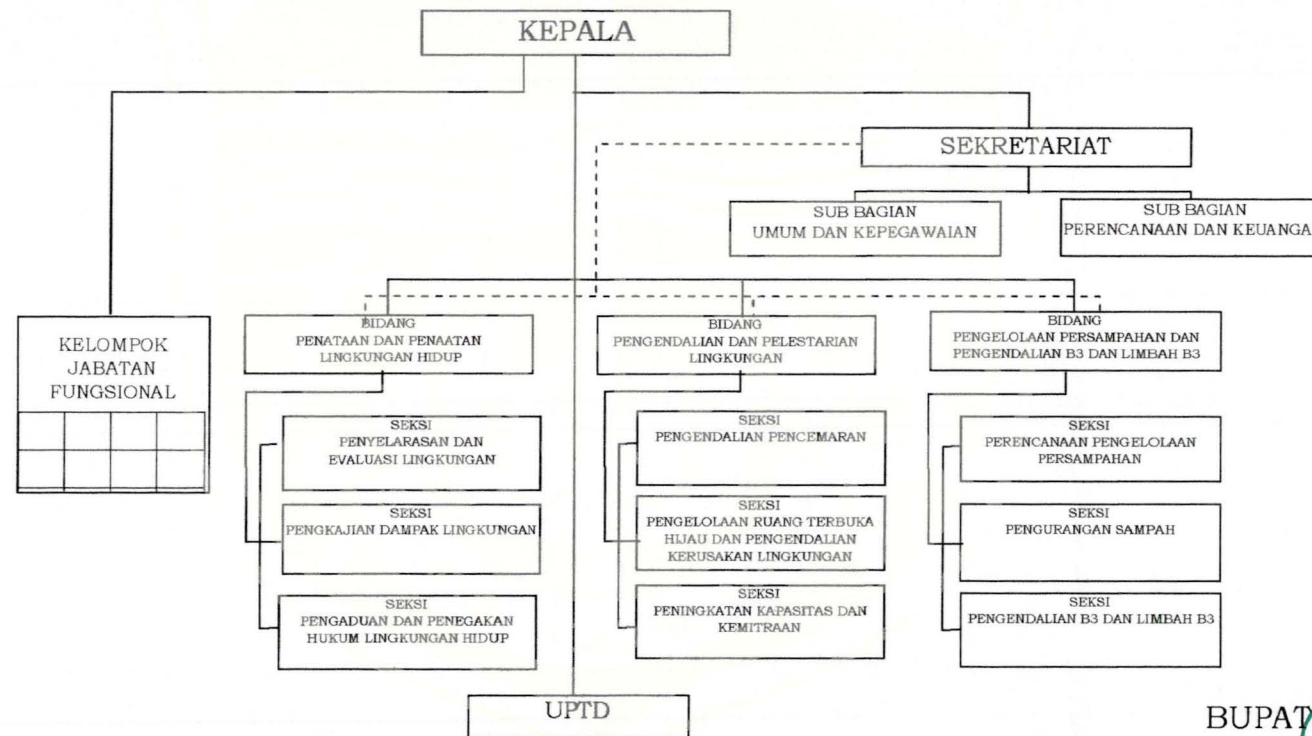 KEPALA
SEKRETARIAT
SUB BAGIAN
UMUM DAN KEPEGAWAIAN
SUB BAGIAN
PERENCANAAN DAN KEUANGA
KELOMPOK
JABATAN
FUNGSIONAL
BIDANG
PENATAAN DAN PENAATAN
LINGKUNGAN HIDUP
SEKSI
PENYELARASAN DAN
EVALUASI LINGKUNGAN
SEKSI
PENGKAJIAN DAMPAK LINGKUNGAN
SEKSI
PENGADUAN DAN PENEGAKAN
HUKUM LINGKUNGAN HIDUP
BIDANG
PENGENDALIAN DAN PELESTARIAN
LINGKUNGAN
SEKSI
PENGENDALIAN PENCEMARAN
SEKSI
PENGELOLAAN RUANG TERBUKA
HIJAU DAN PENGENDALIAN
KERUSAKAN LINGKUNGAN
SEKSI
PENINGKATAN KAPASITAS DAN
KEMITRAAN
BIDANG
PENGELOLAAN PERSAMPAHAN DAN
PENGENDALIAN B3 DAN LIMBAH B3
SEKSI
PERENCANAAN PENGELOLAAN
PERSAMPAHAN
SEKSI
PENGURANGAN SAMPAH
SEKSI
PENGENDALIAN B3 DAN LIMBAH B3
UPTD
BUPAT